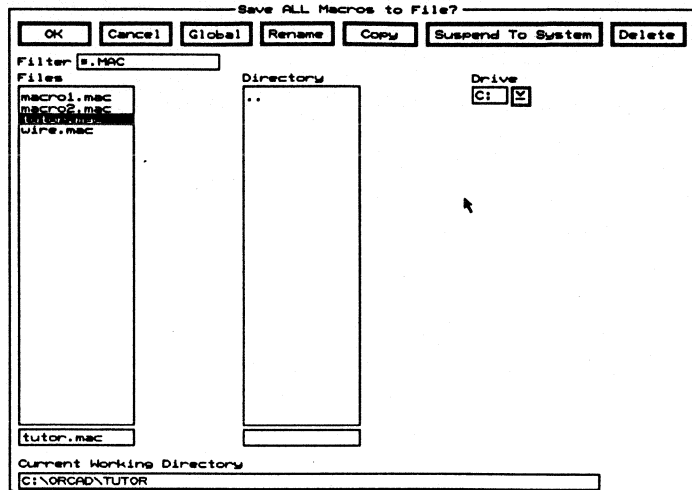 Save ALL Macros to File?
OK Cancel Global Rename Copy Suspend To System Delete
Filter *.MAC
Files Directory Drive
macro1.mac .. C:
macro2.mac
tutor.mac
wire.mac
tutor.mac
Current Working Directory
C:\ORCAD\TUTOR